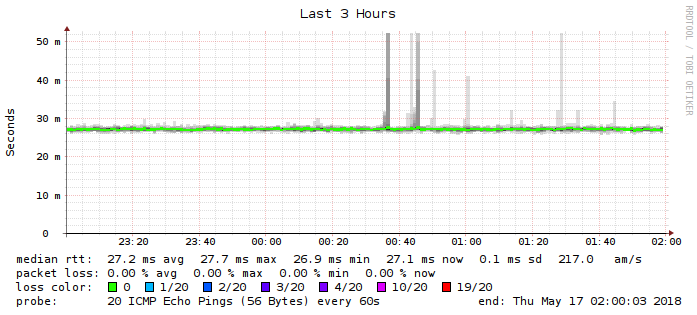 Last 3 Hours
RRDTOOL / TOBI OETIKER
Seconds
50 m
40 m
30 m
20 m
10 m
0
23:20 23:40 00:00 00:20 00:40 01:00 01:20 01:40 02:00
median rtt: 27.2 ms avg 27.7 ms max 26.9 ms min 27.1 ms now 0.1 ms sd 217.0 am/s
packet loss: 0.00 % avg 0.00 % max 0.00 % min 0.00 % now
loss color: 0 1/20 2/20 3/20 4/20 10/20 19/20
probe: 20 ICMP Echo Pings (56 Bytes) every 60s end: Thu May 17 02:00:03 2018